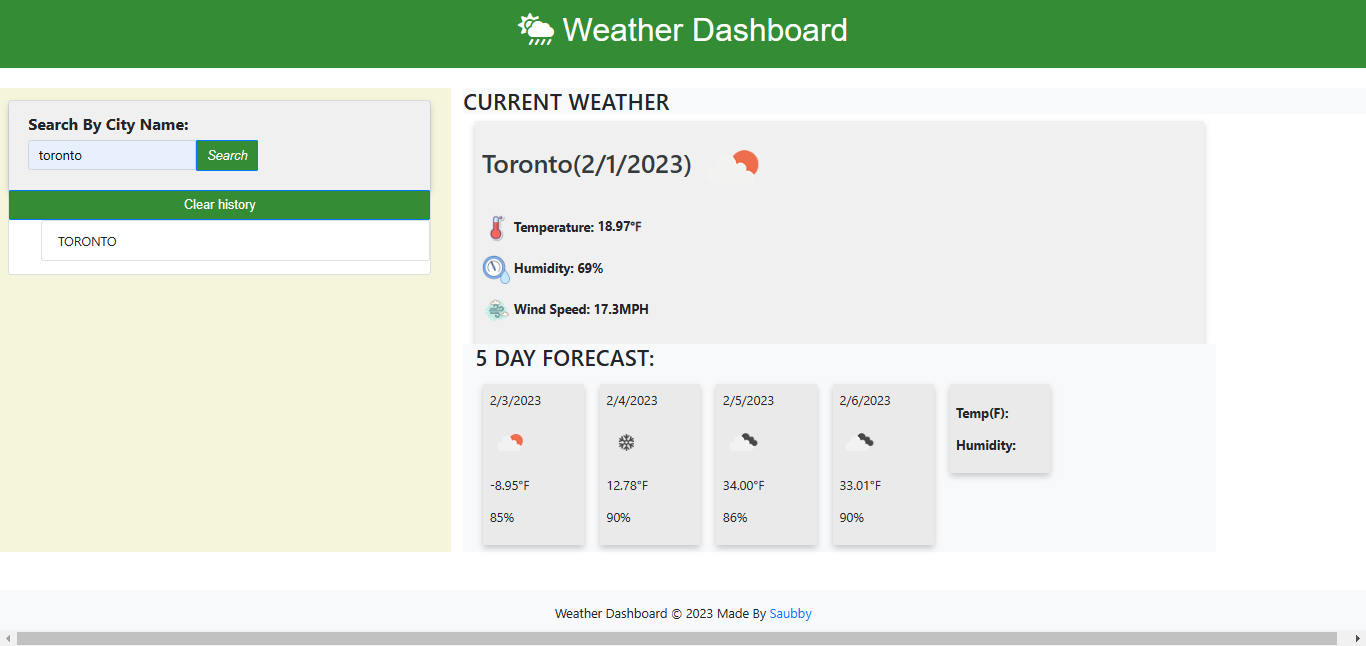 Weather Dashboard
Search By City Name:
toronto Search
Clear history
TORONTO
CURRENT WEATHER
Toronto(2/1/2023)
Temperature: 18.97°F
Humidity: 69%
Wind Speed: 17.3MPH
5 DAY FORECAST:
2/3/2023
-8.95°F
85%
2/4/2023
12.78°F
90%
2/5/2023
34.00°F
86%
2/6/2023
33.01°F
90%
Temp(F):
Humidity:
Weather Dashboard © 2023 Made By Saubby